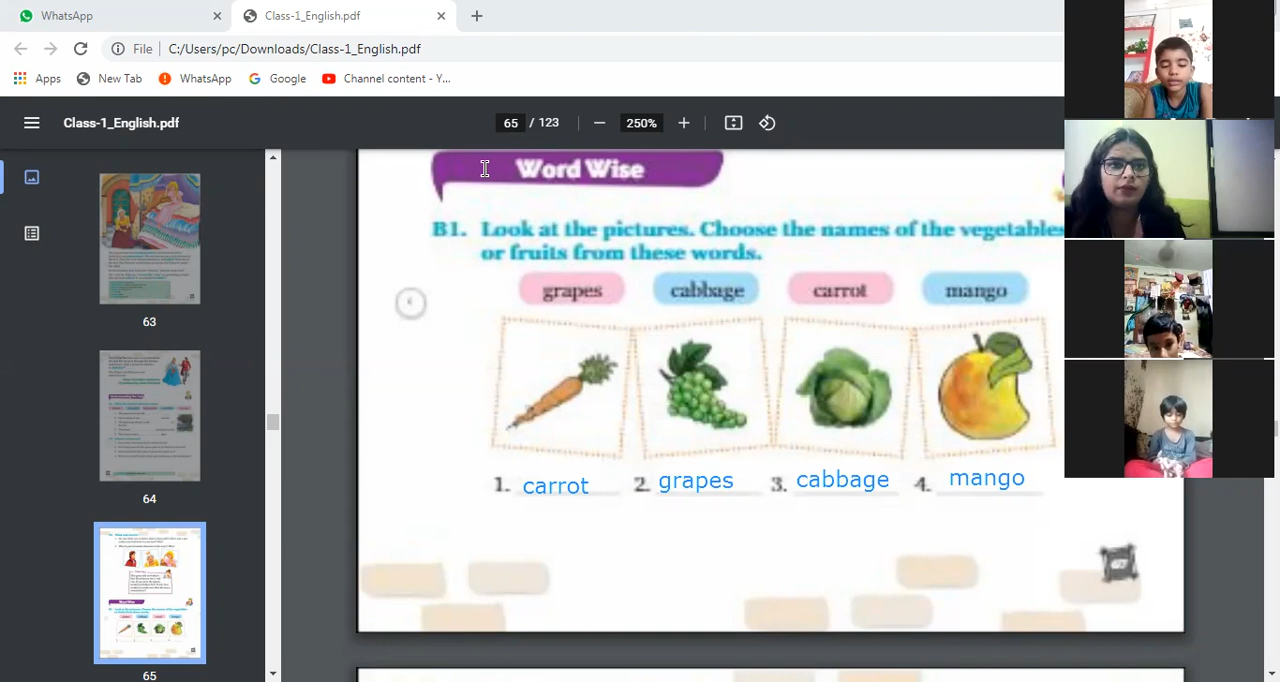 WhatsApp
Class-1_English.pdf
File
C:/Users/pc/Downloads/Class-1_English.pdf
Apps
New Tab
WhatsApp
Google
Channel content - Y...
Class-1_English.pdf
65 / 123
250%
63
64
65
Word Wise
B1. Look at the pictures. Choose the names of the vegetables
or fruits from these words.
grapes cabbage carrot mango
1. carrot 2. grapes 3. cabbage 4. mango